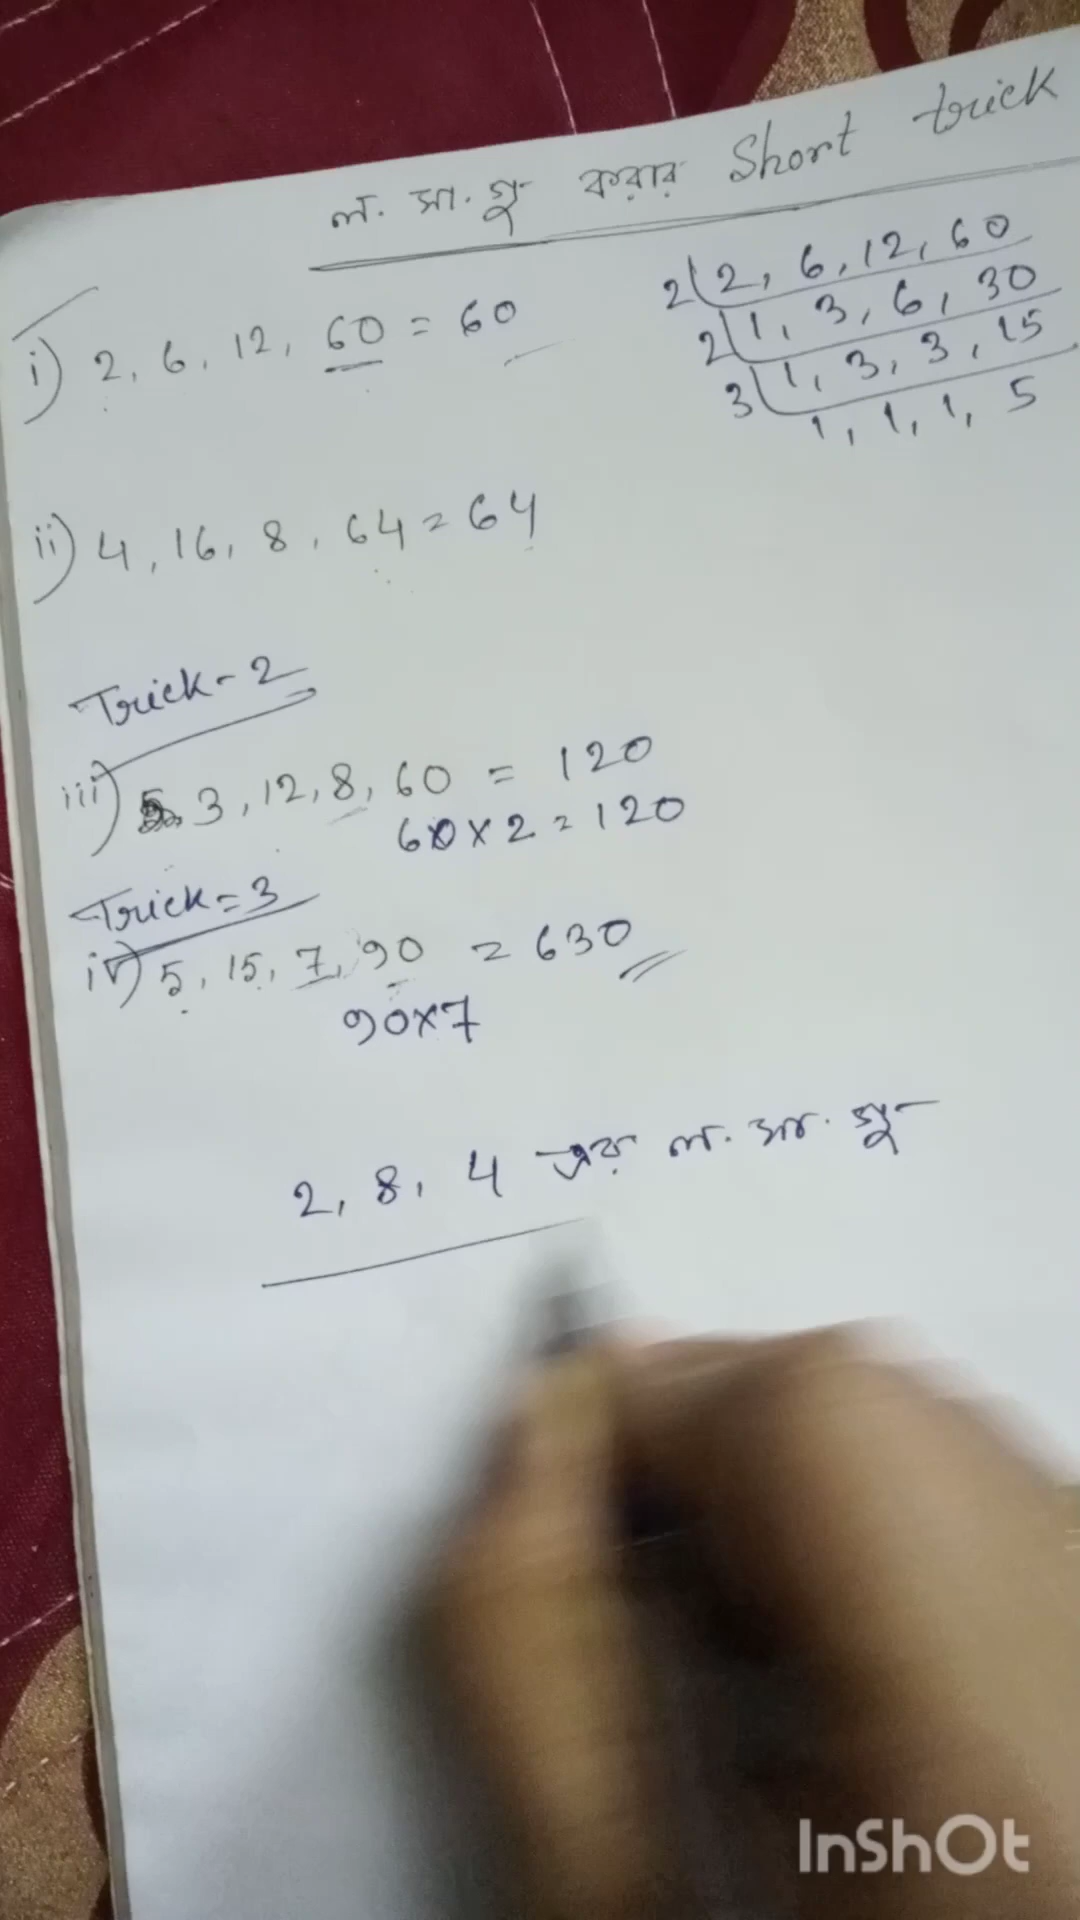 ল. সা. গু করার Short trick
i) 2, 6, 12, 60 = 60
2 2, 6, 12, 60
2 1, 3, 6, 30
3 1, 3, 3, 15
1, 1, 1, 5
ii) 4, 16, 8, 64 = 64
Trick - 2
iii) 3, 12, 8, 60 = 120
60 x 2 = 120
Trick = 3
iv) 5, 15, 7, 90 = 630
90x7
2, 8, 4 এর ল. সা. গু
InShOt